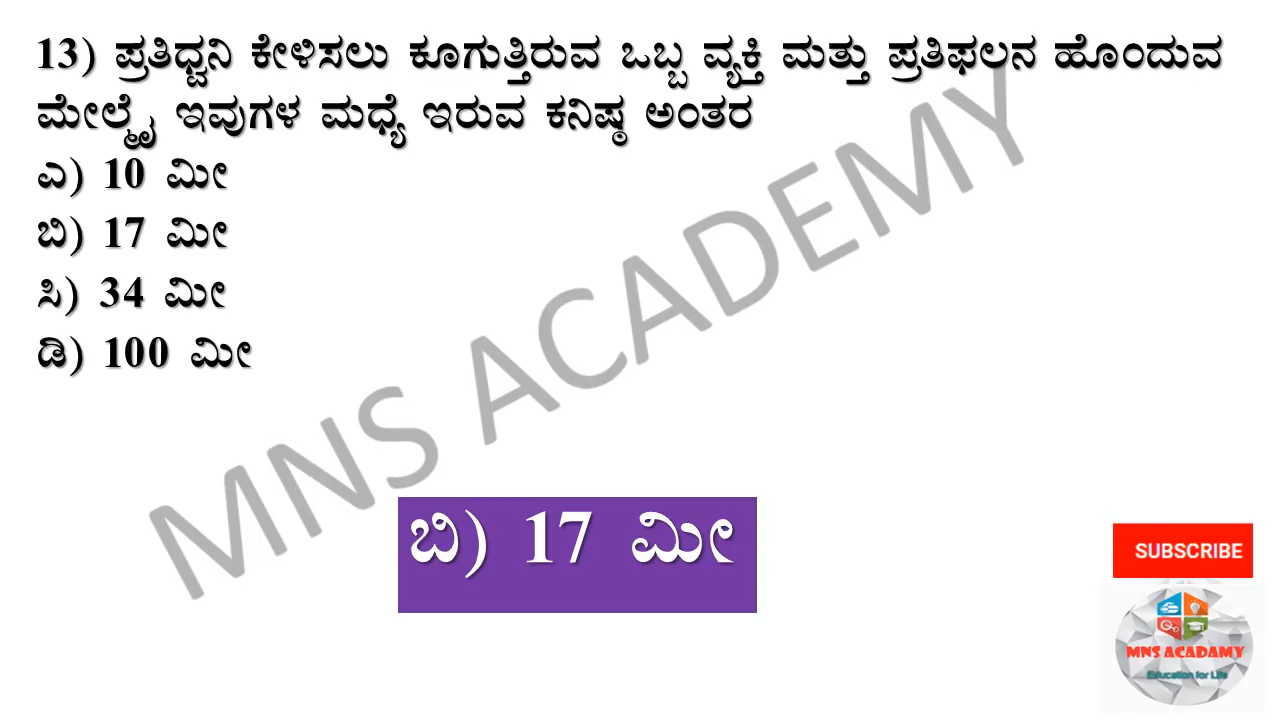 13) ಪ್ರತಿಧ್ವನಿ ಕೇಳಿಸಲು ಕೂಗುತ್ತಿರುವ ಒಬ್ಬ ವ್ಯಕ್ತಿ ಮತ್ತು ಪ್ರತಿಫಲನ ಹೊಂದುವ
ಮೇಲ್ಮೈ ಇವುಗಳ ಮಧ್ಯೆ ಇರುವ ಕನಿಷ್ಠ ಅಂತರ
ಎ) 10 ಮೀ
ಬಿ) 17 ಮೀ
ಸಿ) 34 ಮೀ
ಡಿ) 100 ಮೀ
MNS ACADEMY
ಬಿ) 17 ಮೀ
SUBSCRIBE
MNS ACADAMY
Education for Life